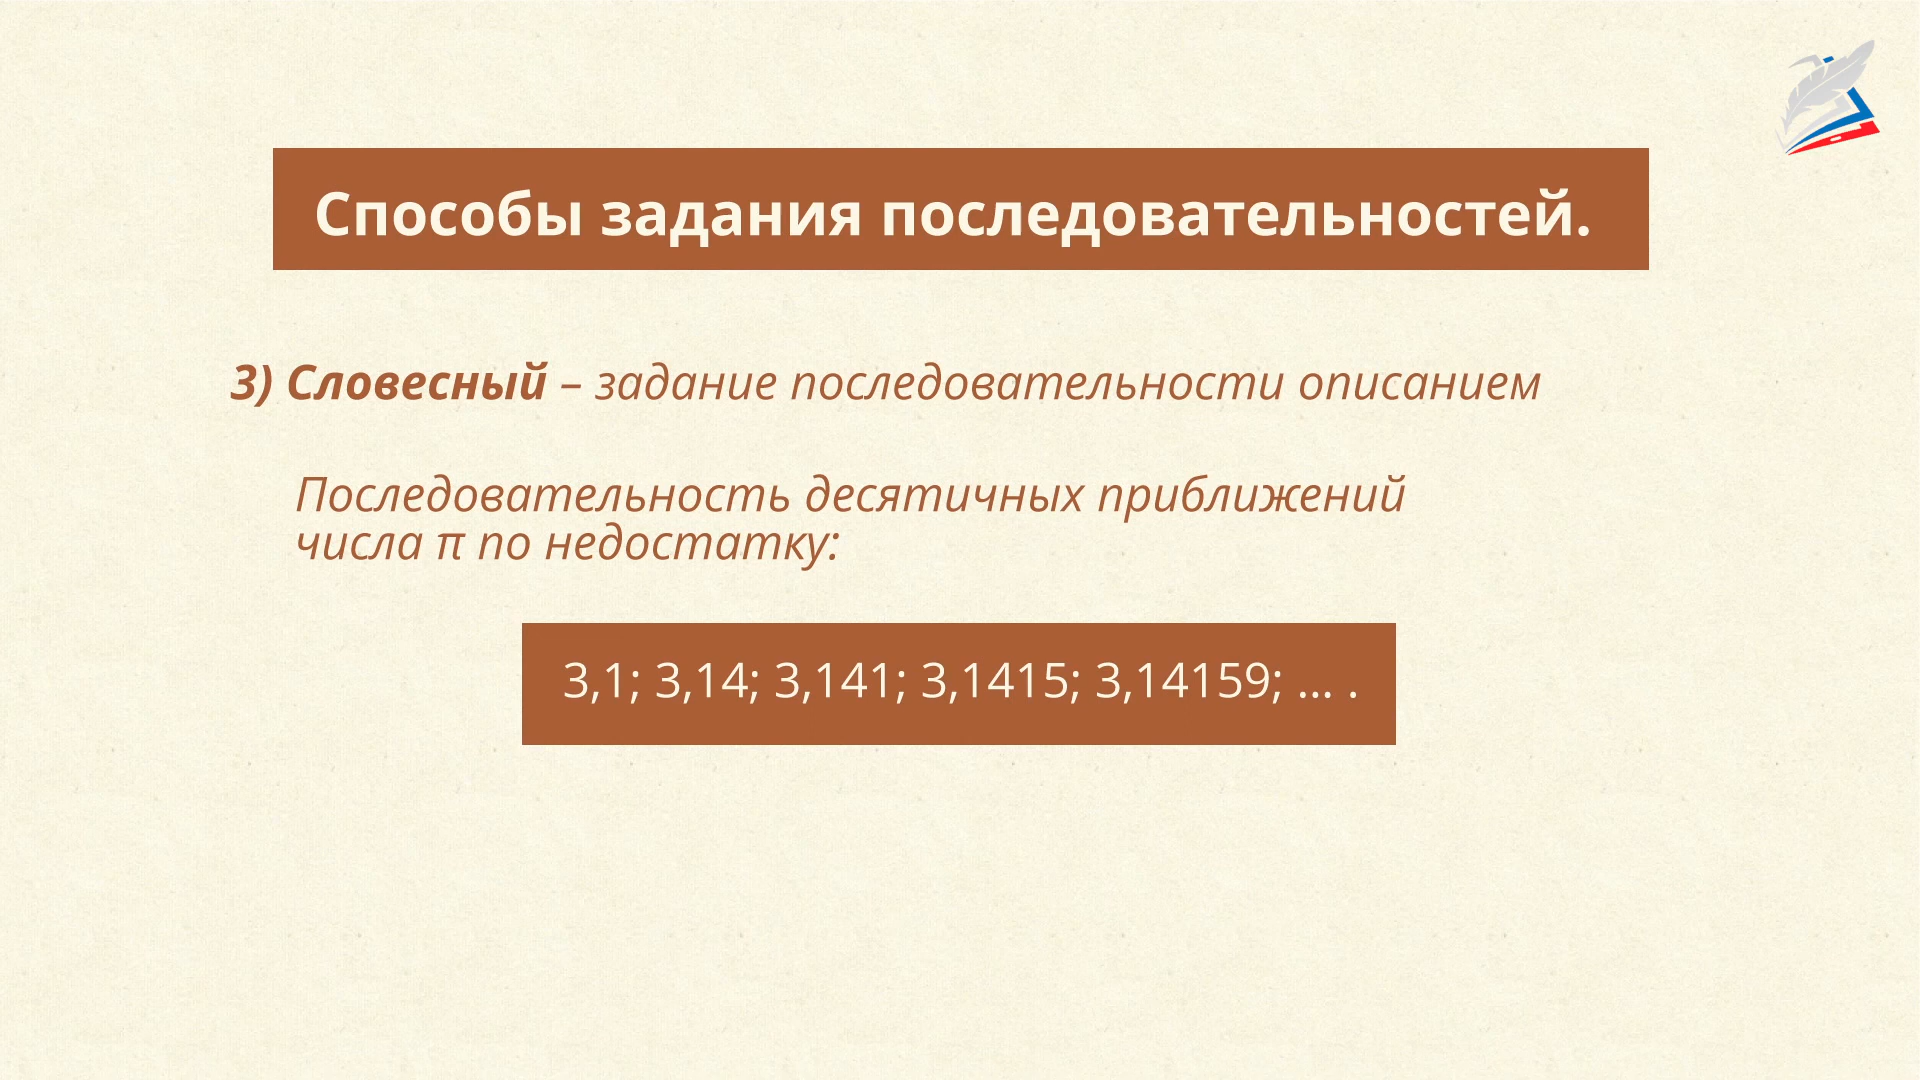 Способы задания последовательностей.
3) Словесный – задание последовательности описанием
Последовательность десятичных приближений
числа π по недостатку:
3,1; 3,14; 3,141; 3,1415; 3,14159; … .